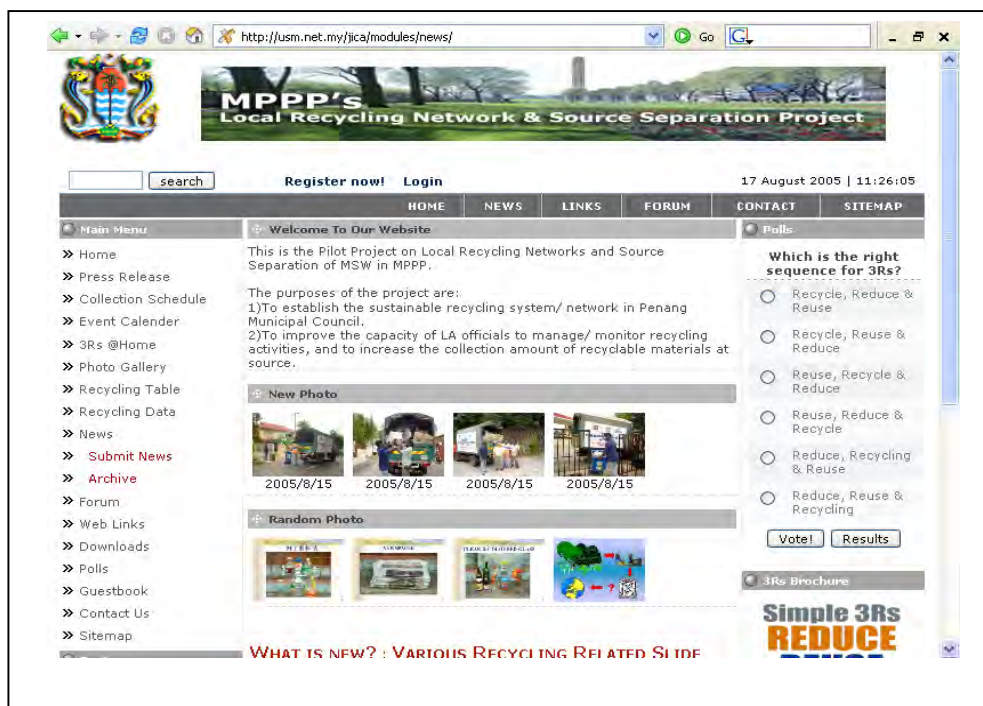 http://usm.net.my/jica/modules/news/
Go
MPPP's
Local Recycling Network & Source Separation Project
search
Register now! Login
17 August 2005 | 11:26:05
HOME NEWS LINKS FORUM CONTACT SITEMAP
Main Menu
Home
Press Release
Collection Schedule
Event Calender
3Rs @Home
Photo Gallery
Recycling Table
Recycling Data
News
Submit News
Archive
Forum
Web Links
Downloads
Polls
Guestbook
Contact Us
Sitemap
Welcome To Our Website
This is the Pilot Project on Local Recycling Networks and Source
Separation of MSW in MPPP.
The purposes of the project are:
1)To establish the sustainable recycling system/ network in Penang
Municipal Council.
2)To improve the capacity of LA officials to manage/ monitor recycling
activities, and to increase the collection amount of recyclable materials at
source.
New Photo
2005/8/15 2005/8/15 2005/8/15 2005/8/15
Random Photo
WHAT IS NEW? : VARIOUS RECYCLING RELATED SLIDE
Polls
Which is the right
sequence for 3Rs?
Recycle, Reduce &
Reuse
Recycle, Reuse &
Reduce
Reuse, Recycle &
Reduce
Reuse, Reduce &
Recycle
Reduce, Recycling
& Reuse
Reduce, Reuse &
Recycling
Vote! Results
3Rs Brochure
Simple 3Rs
REDUCE
REUSE